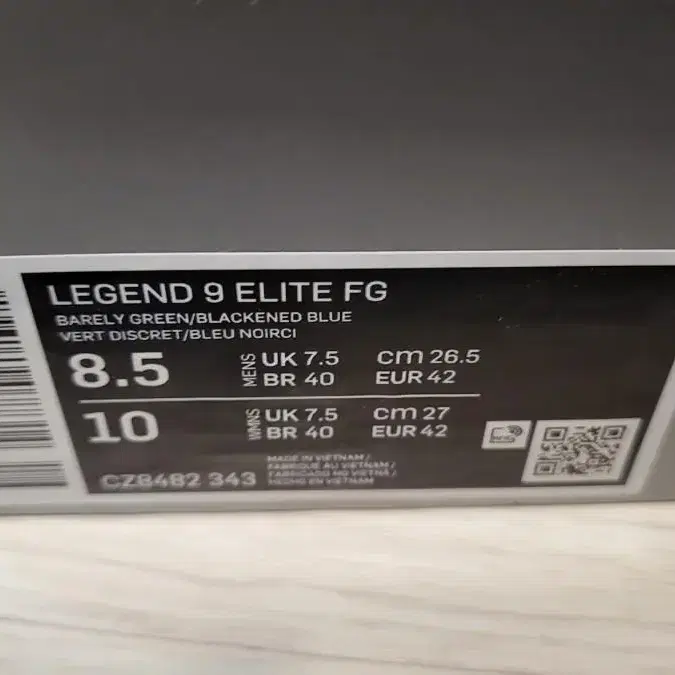 LEGEND 9 ELITE FG
BARELY GREEN/BLACKENED BLUE
VERT DISCRET/BLEU NOIRCI
8.5 MENS UK 7.5 cm 26.5
BR 40 EUR 42
10 WMNS UK 7.5 cm 27
BR 40 EUR 42
CZ8482 343
MADE IN VIETNAM /
FABRIQUÉ AU VIETNAM /
FABRICADO NO VIETNÃ /
HECHO EN VIETNAM